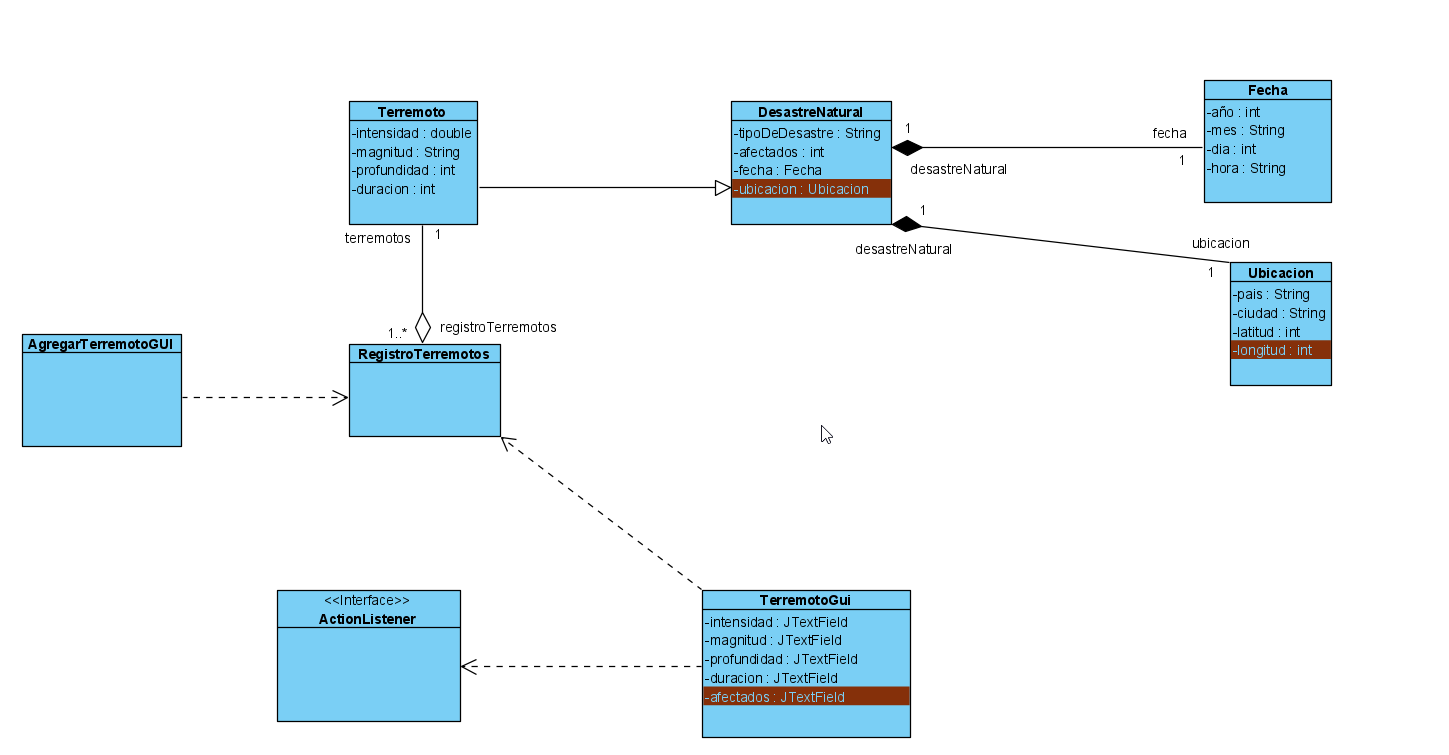 Terremoto
-intensidad : double
-magnitud : String
-profundidad : int
-duracion : int
terremotos
1
DesastreNatural
-tipoDeDesastre : String
-afectados : int
-fecha : Fecha
-ubicacion : Ubicacion
1
desastreNatural
fecha
1
Fecha
-año : int
-mes : String
-dia : int
-hora : String
1
desastreNatural
ubicacion
1
Ubicacion
-pais : String
-ciudad : String
-latitud : int
-longitud : int
1..*
registroTerremotos
AgregarTerremotoGUI
RegistroTerremotos
<<Interface>>
ActionListener
TerremotoGui
-intensidad : JTextField
-magnitud : JTextField
-profundidad : JTextField
-duracion : JTextField
-afectados : JTextField